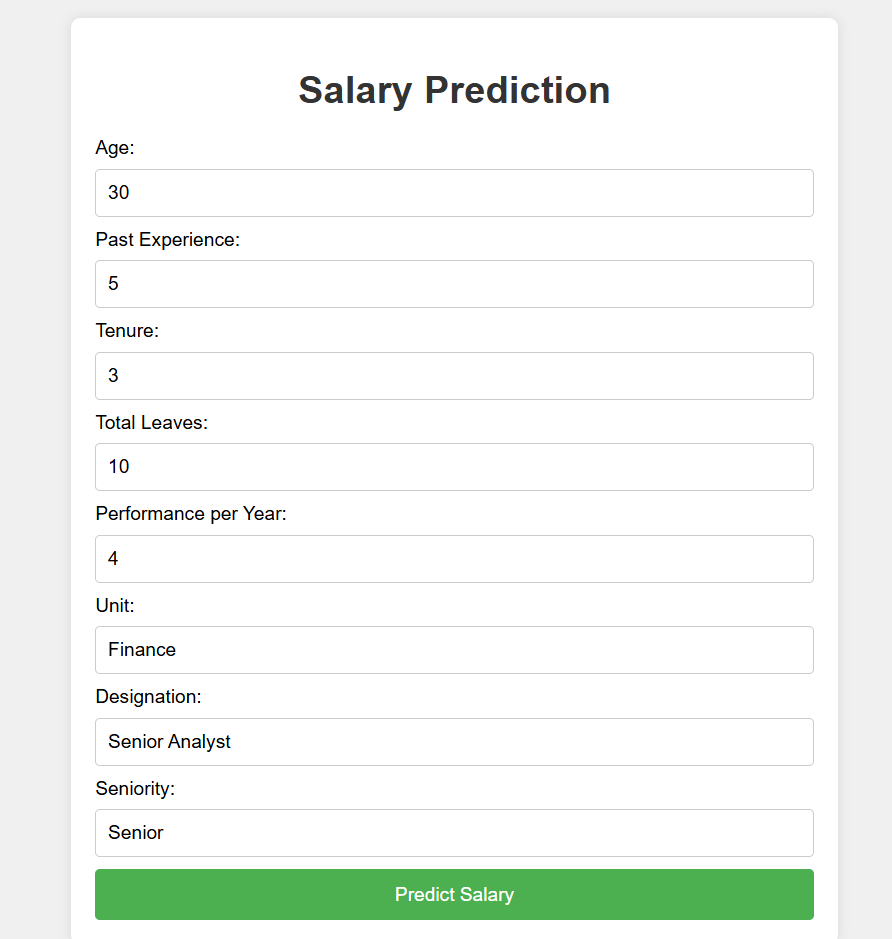 Salary Prediction
Age:
30
Past Experience:
5
Tenure:
3
Total Leaves:
10
Performance per Year:
4
Unit:
Finance
Designation:
Senior Analyst
Seniority:
Senior
Predict Salary